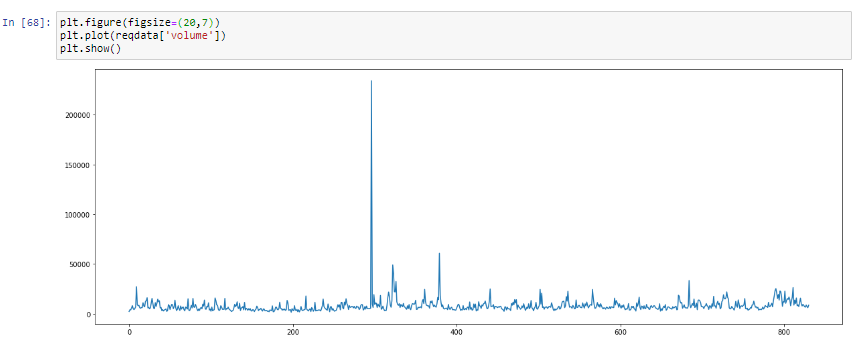 In [68]: plt.figure(figsize=(20,7))
plt.plot(reqdata['volume'])
plt.show()
200000
150000
100000
50000
0
0 200 400 600 800